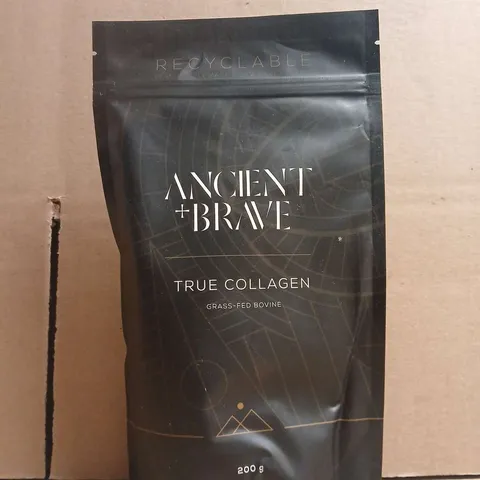 RECYCLABLE
ANCIENT
+BRAVE
TRUE COLLAGEN
GRASS-FED BOVINE
200 g